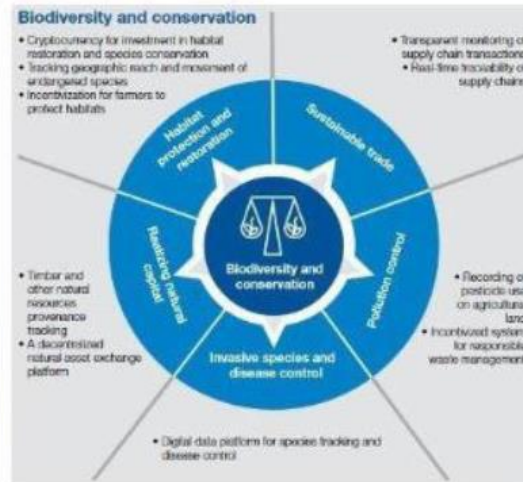 Biodiversity and conservation
• Cryptocurrency for investment in habitat
restoration and species conservation
• Tracking geographic reach and movement of
endangered species
• Incentivization for farmers to
protect habitats
• Transparent monitoring o
supply chain transactions
• Real-time traceability o
supply chains
Habitat
protection and
restoration
Sustainable trade
Realizing natural
capital
Biodiversity and
conservation
Pollution control
Invasive species and
disease control
• Timber and
other natural
resources
provenance
tracking
• A decentralized
natural asset exchange
platform
• Recording o
pesticide use
on agricultura
land
• Incentivized system
for responsible
waste management
• Digital data platform for species tracking and
disease control